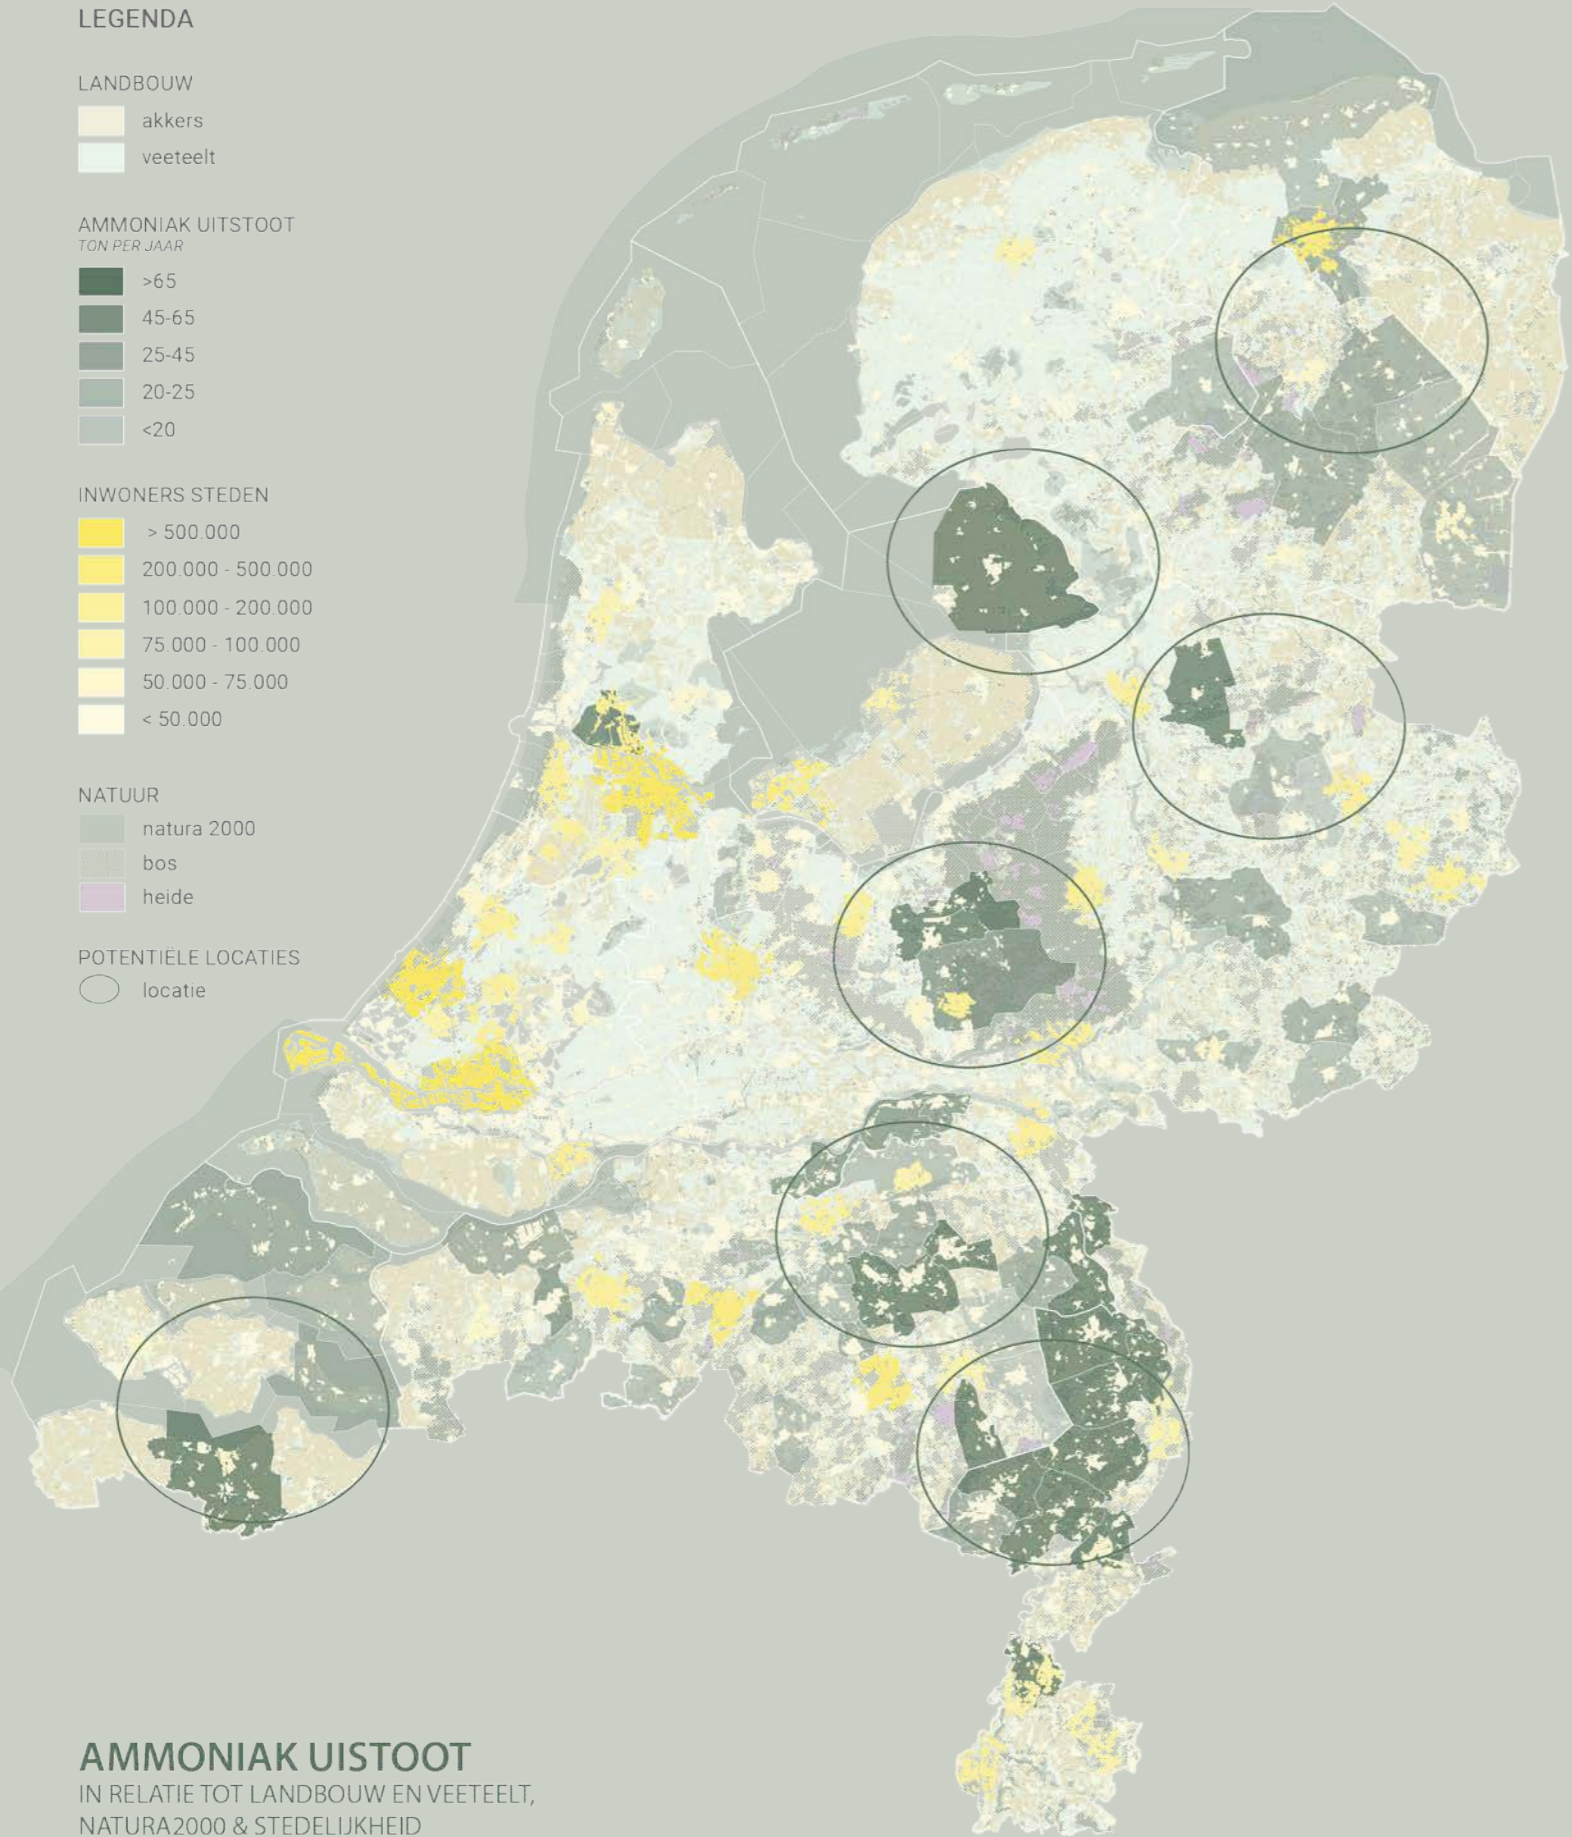 LEGENDA
LANDBOUW
akkers
veeteelt
AMMONIAK UITSTOOT
TON PER JAAR
>65
45-65
25-45
20-25
<20
INWONERS STEDEN
> 500.000
200.000 - 500.000
100.000 - 200.000
75.000 - 100.000
50.000 - 75.000
< 50.000
NATUUR
natura 2000
bos
heide
POTENTIËLE LOCATIES
locatie
AMMONIAK UISTOOT
IN RELATIE TOT LANDBOUW EN VEETEELT,
NATURA2000 & STEDELIJKHEID